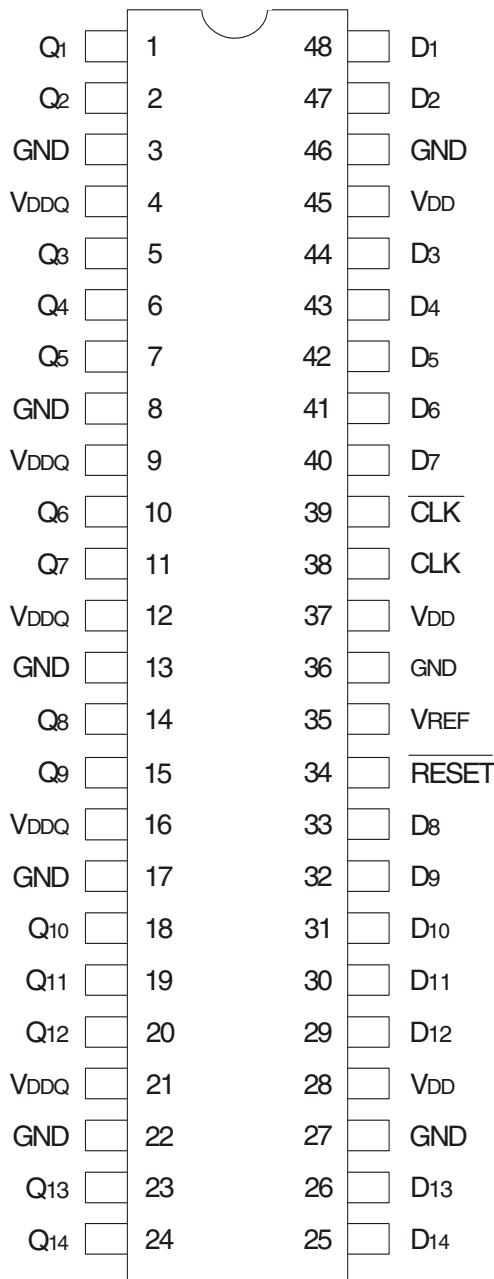 Q1 1 48 D1
Q2 2 47 D2
GND 3 46 GND
VDDQ 4 45 VDD
Q3 5 44 D3
Q4 6 43 D4
Q5 7 42 D5
GND 8 41 D6
VDDQ 9 40 D7
Q6 10 39 CLK
Q7 11 38 CLK
VDDQ 12 37 VDD
GND 13 36 GND
Q8 14 35 VREF
Q9 15 34 RESET
VDDQ 16 33 D8
GND 17 32 D9
Q10 18 31 D10
Q11 19 30 D11
Q12 20 29 D12
VDDQ 21 28 VDD
GND 22 27 GND
Q13 23 26 D13
Q14 24 25 D14